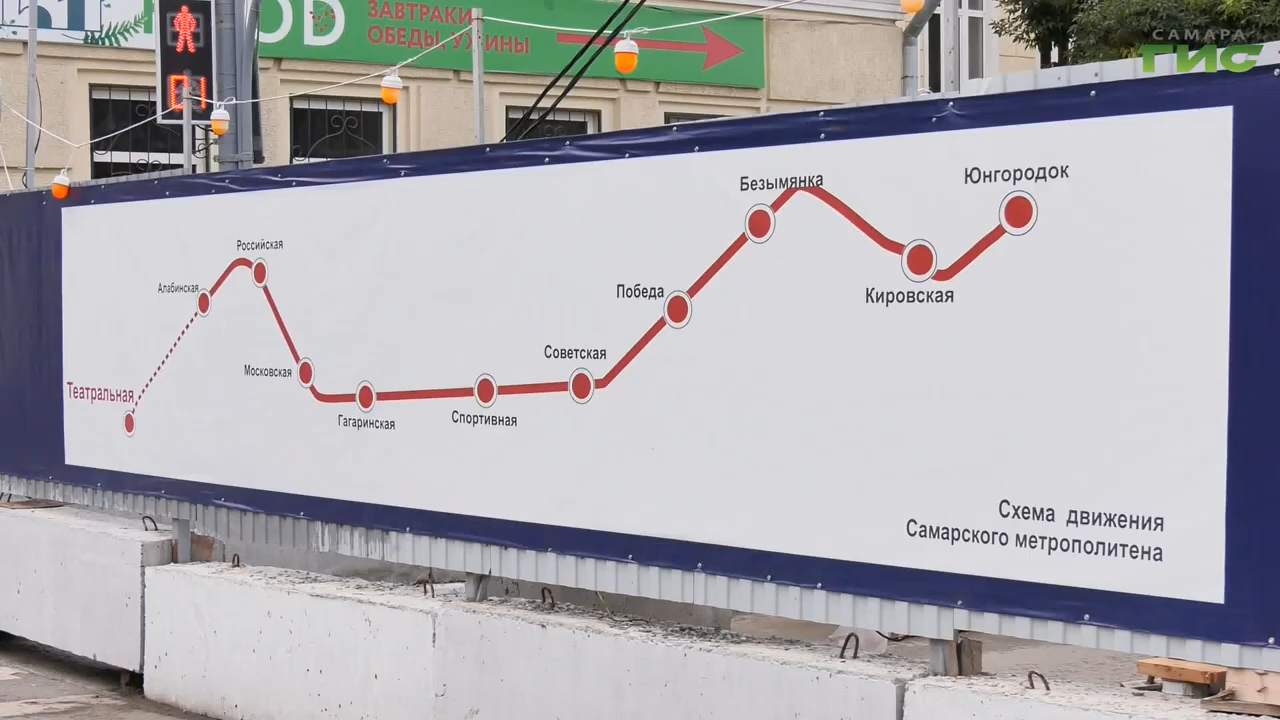 ЗАВТРАКИ
ОБЕДЫ, УЖИНЫ
САМАРА
ГИС
Юнгородок
Безымянка
Российская
Алабинская
Победа
Кировская
Советская
Московская
Театральная
Гагаринская
Спортивная
Схема движения
Самарского метрополитена